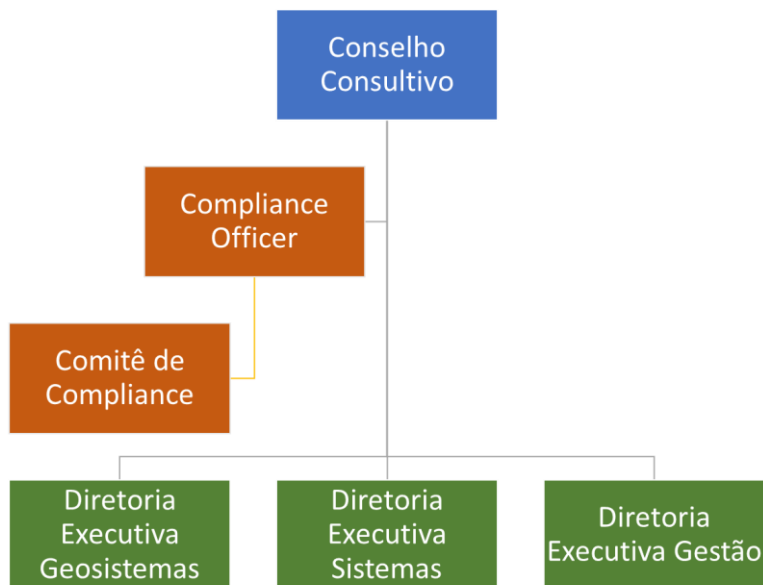 Conselho
Consultivo
Compliance
Officer
Comitê de
Compliance
Diretoria
Executiva
Geosistemas
Diretoria
Executiva
Sistemas
Diretoria
Executiva Gestão